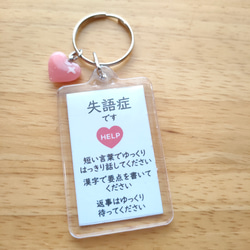 失語症
です
HELP
短い言葉でゆっくり
はっきり話してください
漢字で要点を書いて
ください
返事はゆっくり
待ってください